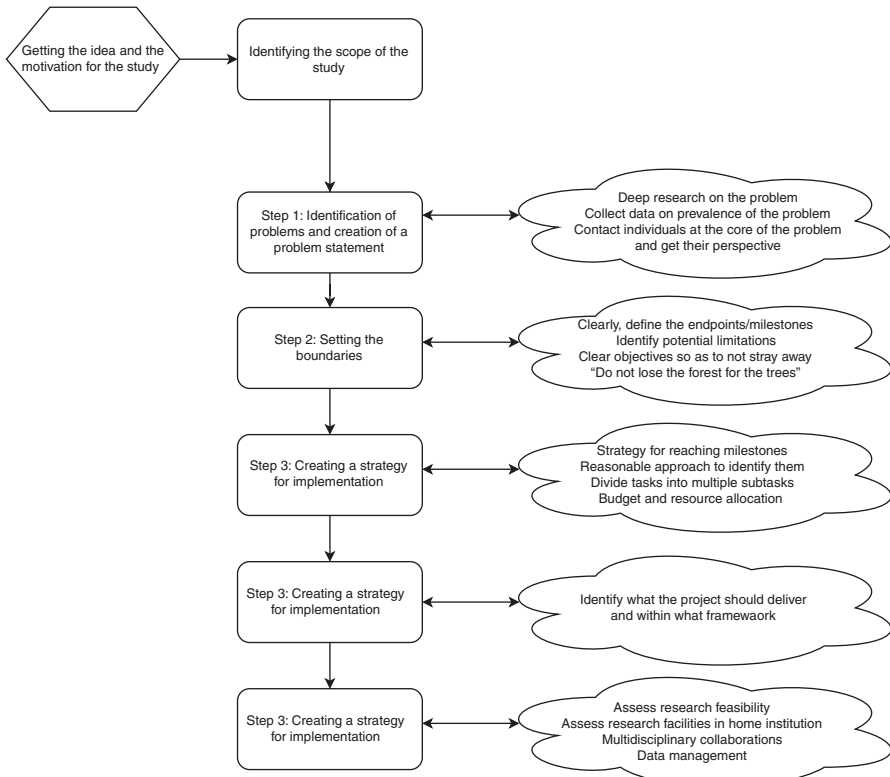 Getting the idea and the
motivation for the study
Identifying the scope of the
study
Step 1: Identification of
problems and creation of a
problem statement
Deep research on the problem
Collect data on prevalence of the problem
Contact individuals at the core of the problem
and get their perspective
Step 2: Setting the
boundaries
Clearly, define the endpoints/milestones
Identify potential limitations
Clear objectives so as to not stray away
“Do not lose the forest for the trees”
Step 3: Creating a strategy
for implementation
Strategy for reaching milestones
Reasonable approach to identify them
Divide tasks into multiple subtasks
Budget and resource allocation
Step 3: Creating a strategy
for implementation
Identify what the project should deliver
and within what framewaork
Step 3: Creating a strategy
for implementation
Assess research feasibility
Assess research facilities in home institution
Multidisciplinary collaborations
Data management